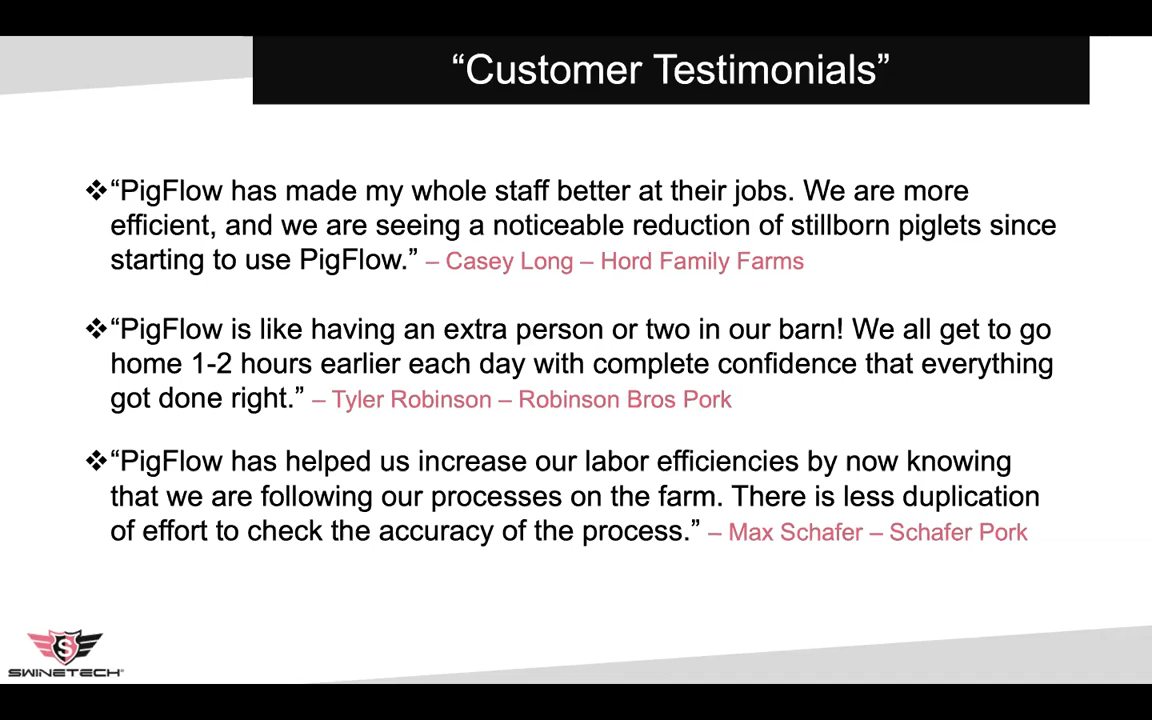 “Customer Testimonials”
❖“PigFlow has made my whole staff better at their jobs. We are more
efficient, and we are seeing a noticeable reduction of stillborn piglets since
starting to use PigFlow.” – Casey Long – Hord Family Farms
❖“PigFlow is like having an extra person or two in our barn! We all get to go
home 1-2 hours earlier each day with complete confidence that everything
got done right.” – Tyler Robinson – Robinson Bros Pork
❖“PigFlow has helped us increase our labor efficiencies by now knowing
that we are following our processes on the farm. There is less duplication
of effort to check the accuracy of the process.” – Max Schafer – Schafer Pork
S
SWINETECH